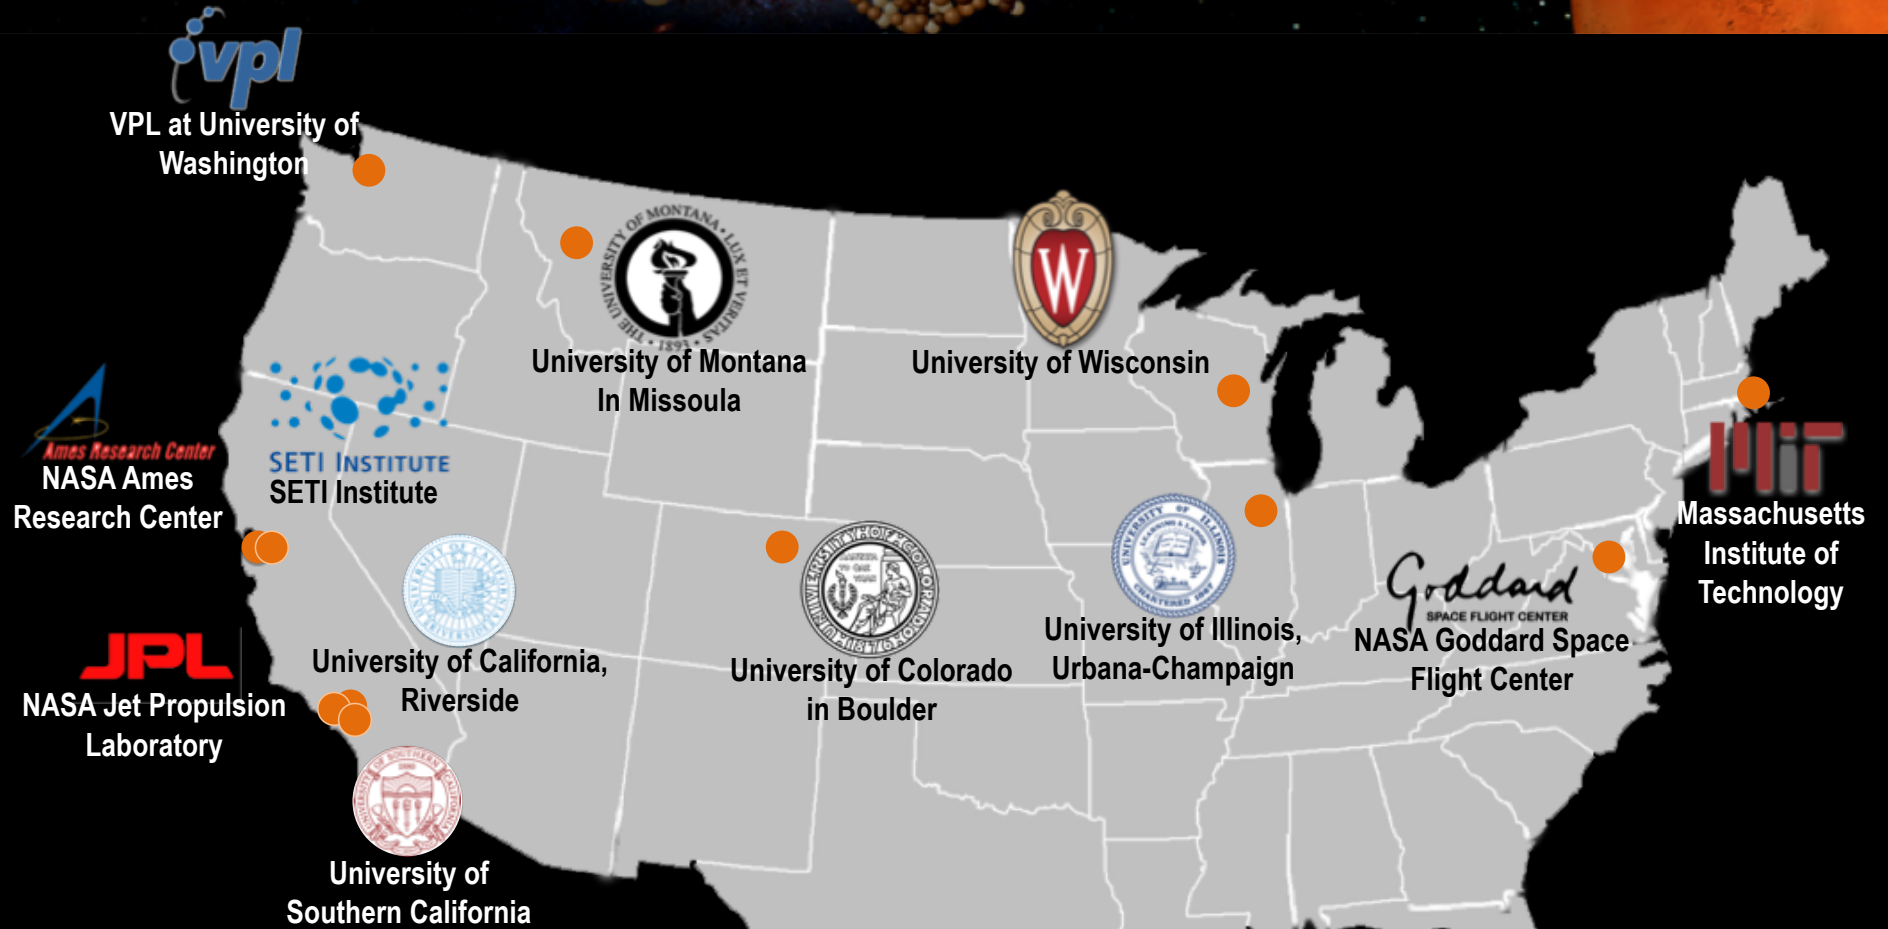 vpl
VPL at University of
Washington
THE UNIVERSITY OF MONTANA • LUX ET VERITAS • 1893 •
University of Montana
In Missoula
W
University of Wisconsin
Ames Research Center
NASA Ames
Research Center
SETI INSTITUTE
SETI Institute
MIT
Massachusetts
Institute of
Technology
University of California,
Riverside
University of Colorado
in Boulder
UNIVERSITY OF ILLINOIS
University of Illinois,
Urbana-Champaign
Goddard
SPACE FLIGHT CENTER
NASA Goddard Space
Flight Center
JPL
NASA Jet Propulsion
Laboratory
University of
Southern California